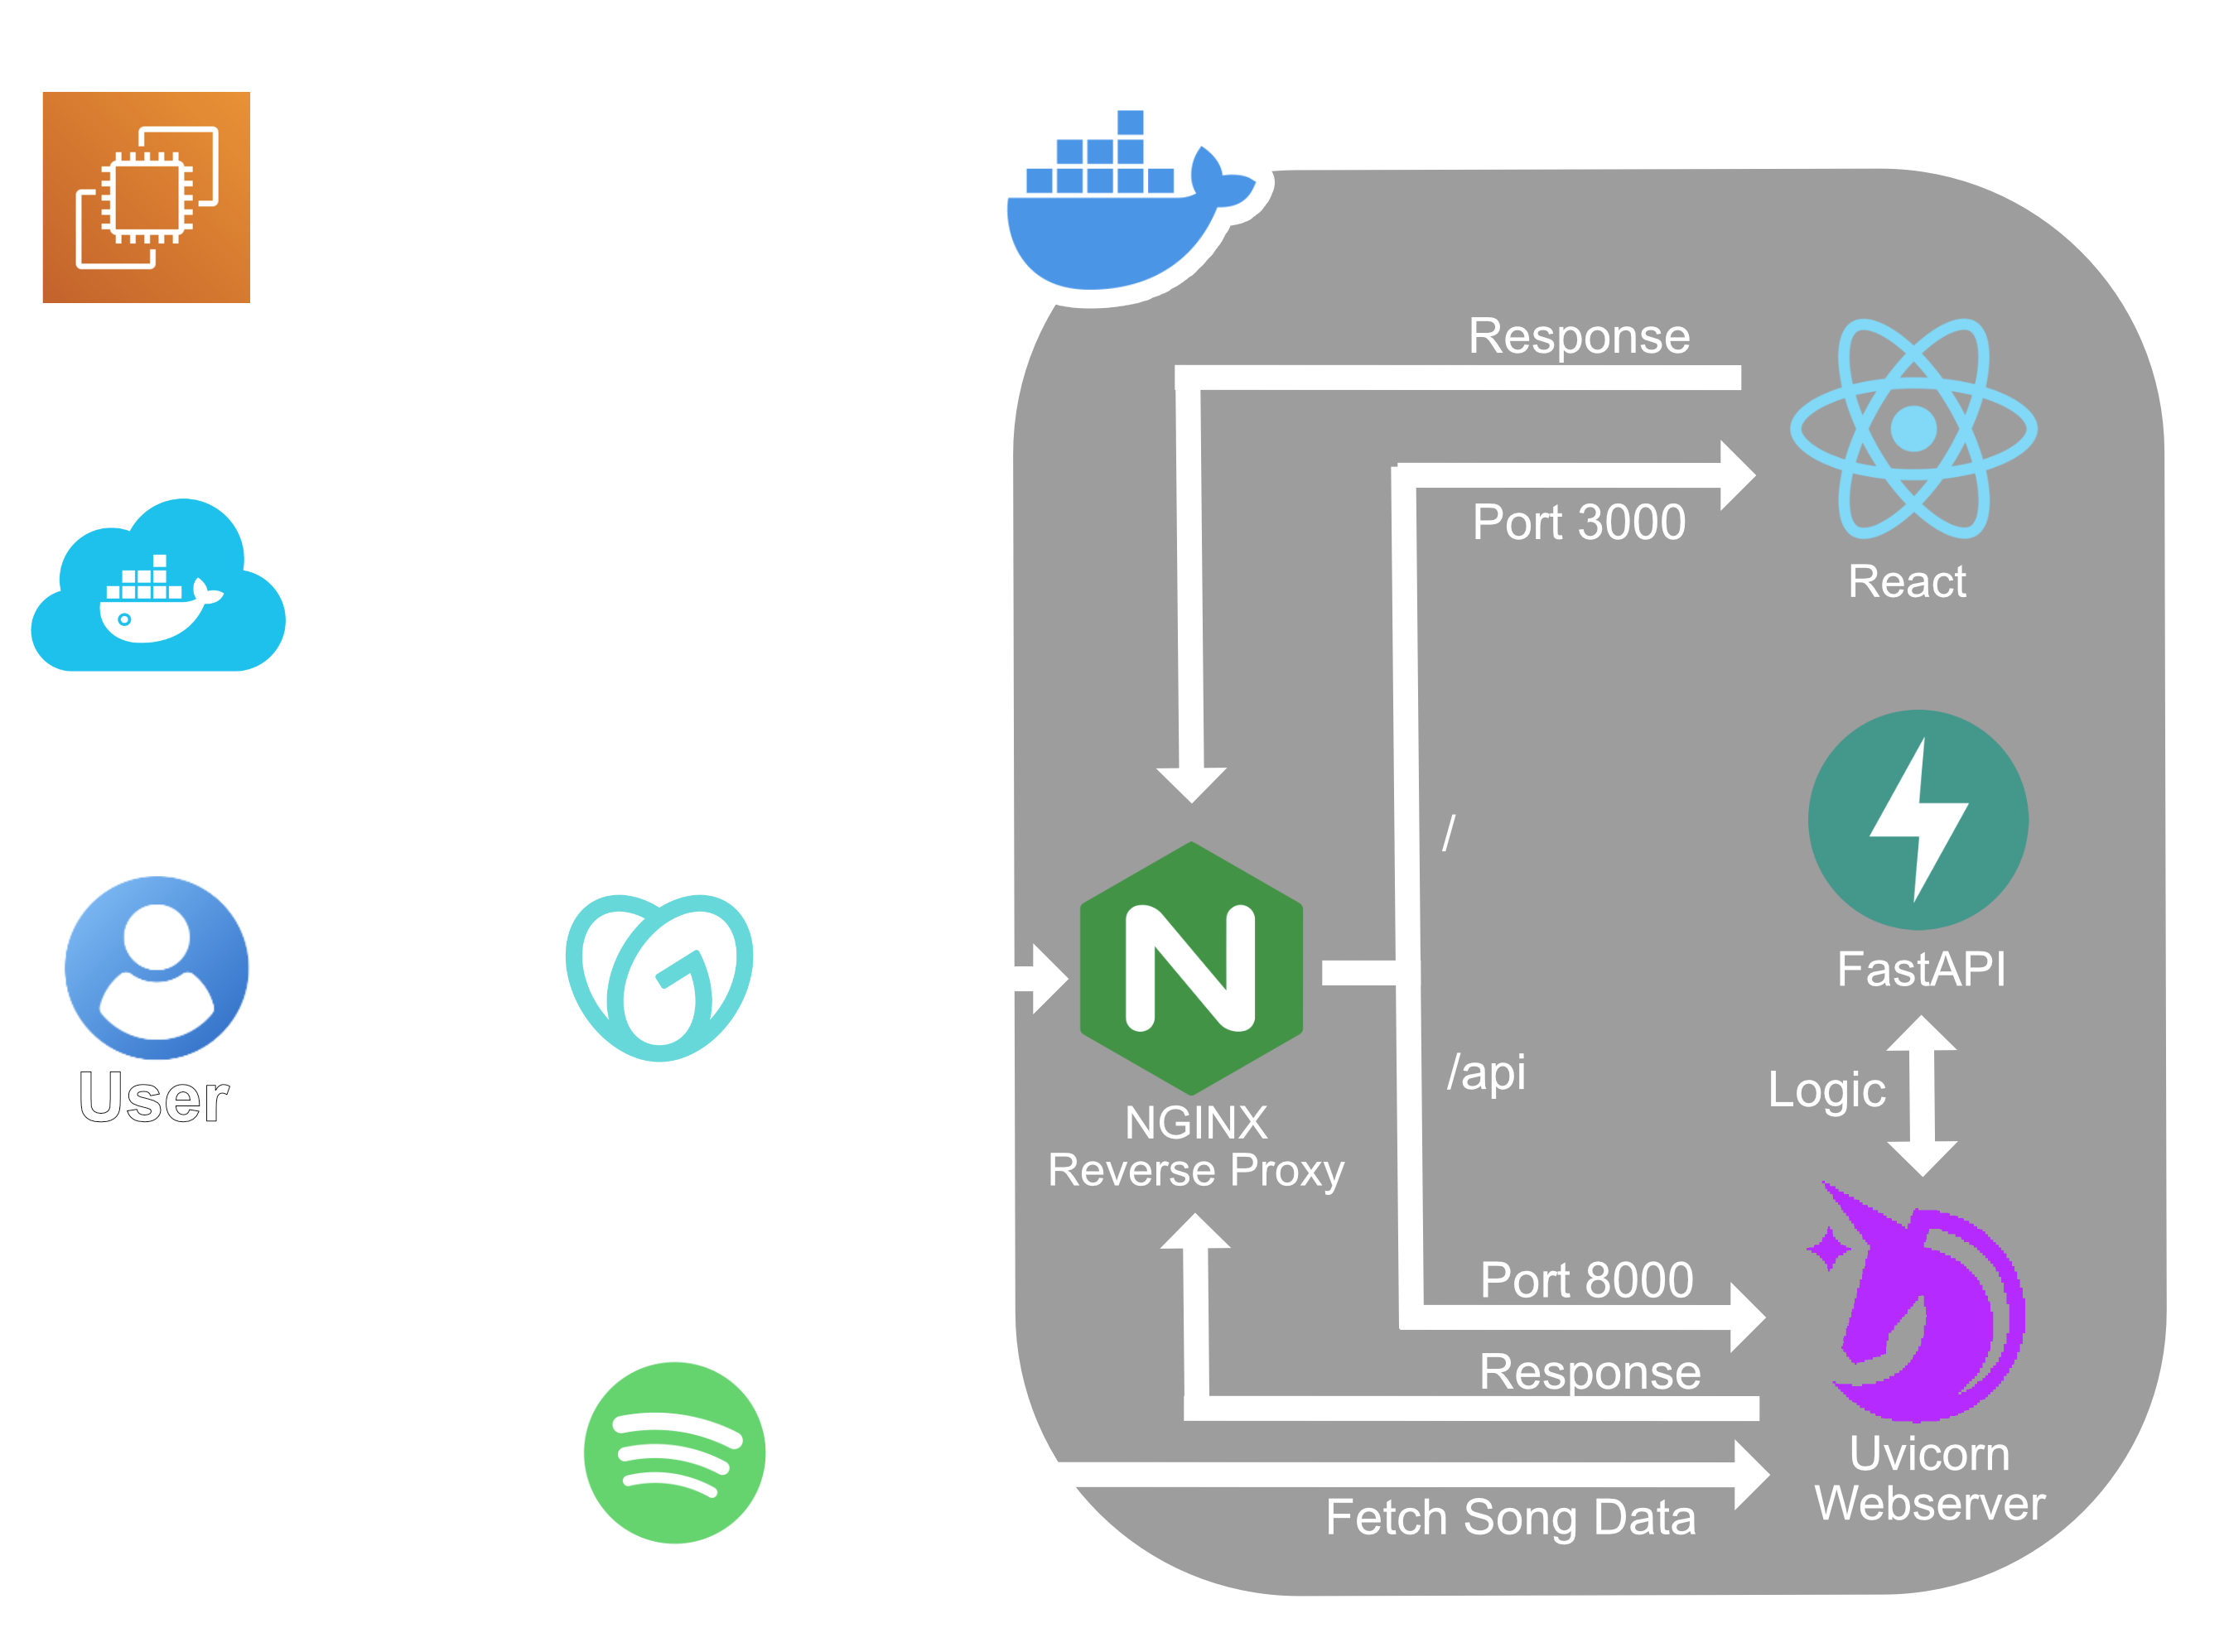 Response
Port 3000
React
/
FastAPI
/api
Logic
User
NGINX
Reverse Proxy
Port 8000
Response
Uvicorn
Webserver
Fetch Song Data